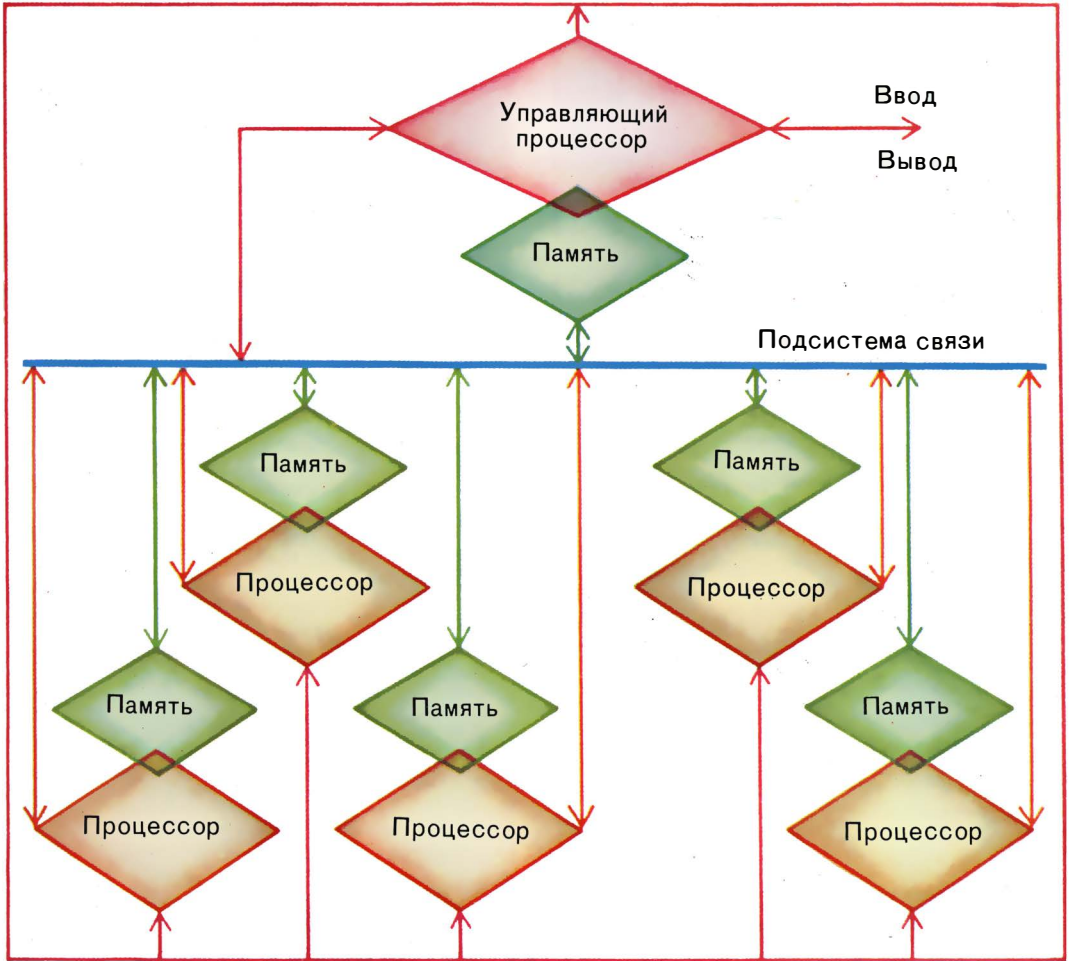 Ввод
Управляющий
процессор
Вывод
Память
Подсистема связи
Память
Память
Процессор
Процессор
Память
Память
Память
Процессор
Процессор
Процессор